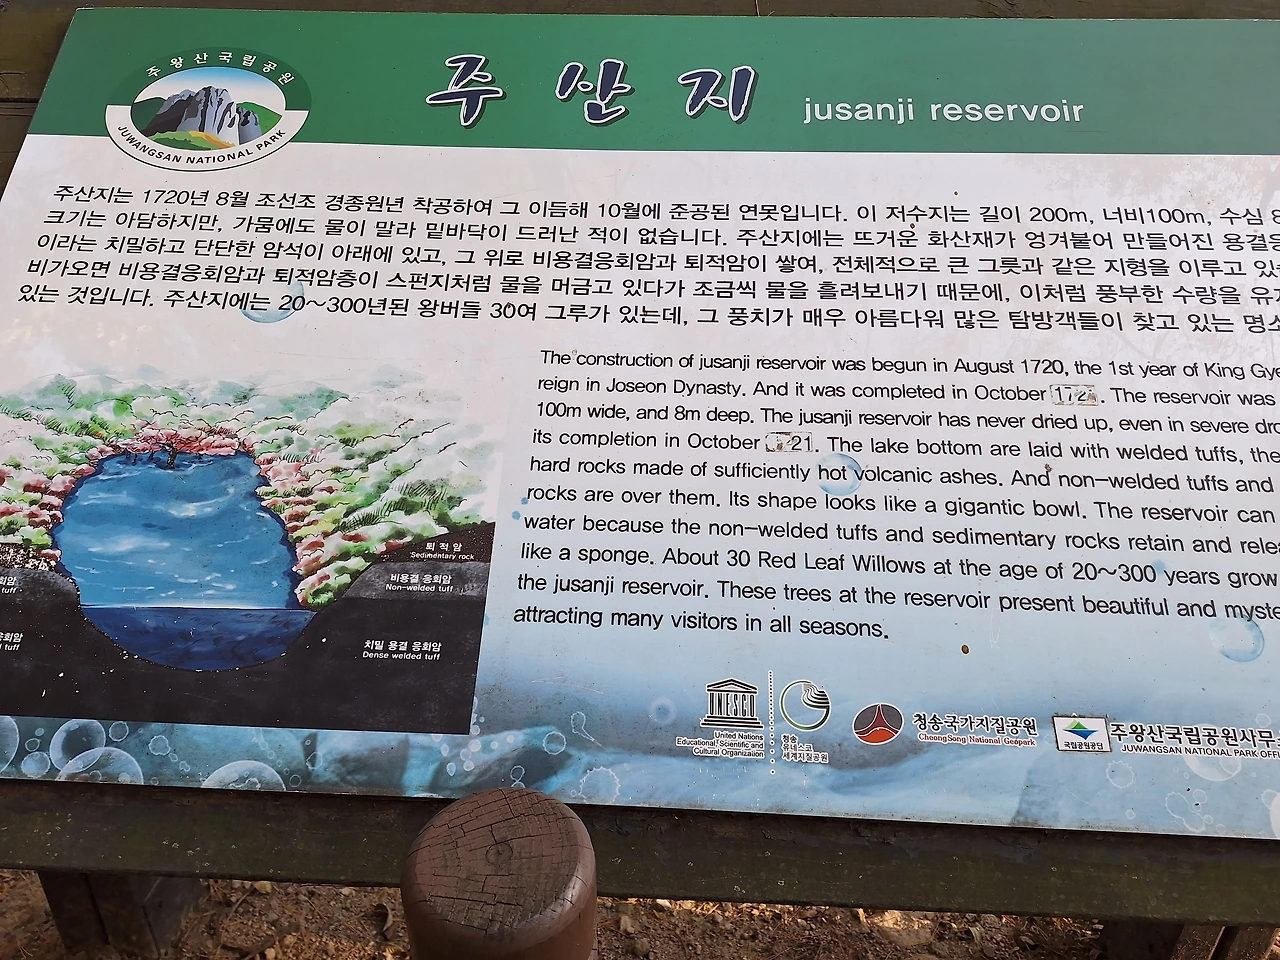 주왕산국립공원
JUWANGSAN NATIONAL PARK
주산지 jusanji reservoir
주산지는 1720년 8월 조선조 경종원년 착공하여 그 이듬해 10월에 준공된 연못입니다. 이 저수지는 길이 200m, 너비100m, 수심
크기는 아담하지만, 가뭄에도 물이 말라 밑바닥이 드러난 적이 없습니다. 주산지에는 뜨거운 화산재가 엉겨붙어 만들어진
이라는 치밀하고 단단한 암석이 아래에 있고, 그 위로 비용결응회암과 퇴적암이 쌓여, 전체적으로 큰 그릇과 같은 지형을 이루고
비가오면 비용결응회암과 퇴적암층이 스펀지처럼 물을 머금고 있다가 조금씩 물을 흘려보내기 때문에, 이처럼 풍부한 수량을
있는 것입니다. 주산지에는 20~300년된 왕버들 30여 그루가 있는데, 그 풍치가 매우 아름다워 많은 탐방객들이 찾고 있는
The construction of jusanji reservoir was begun in August 1720, the 1st year of King
reign in Joseon Dynasty. And it was completed in October The reservoir was
100m wide, and 8m deep. The jusanji reservoir has never dried up, even in severe
its completion in October The lake bottom are laid with welded tuffs,
hard rocks made of sufficiently hot volcanic ashes. And non-welded tuffs and
rocks are over them. Its shape looks like a gigantic bowl. The reservoir can
water because the non-welded tuffs and sedimentary rocks retain and
like a sponge. About 30 Red Leaf Willows at the age of 20~300 years grow
the jusanji reservoir. These trees at the reservoir present beautiful and
attracting many visitors in all seasons.
퇴적암
Sedimentary rock
비용결 응회암
Non-welded tuff
치밀 용결 응회암
Dense welded tuff
tuff
UNESCO
United Nations
Educational, Scientific and
Cultural Organization
청송
유네스코
세계지질공원
청송국가지질공원
CheongSong National Geopark
국립공원공단
주왕산국립공원사무
JUWANGSAN NATIONAL PARK